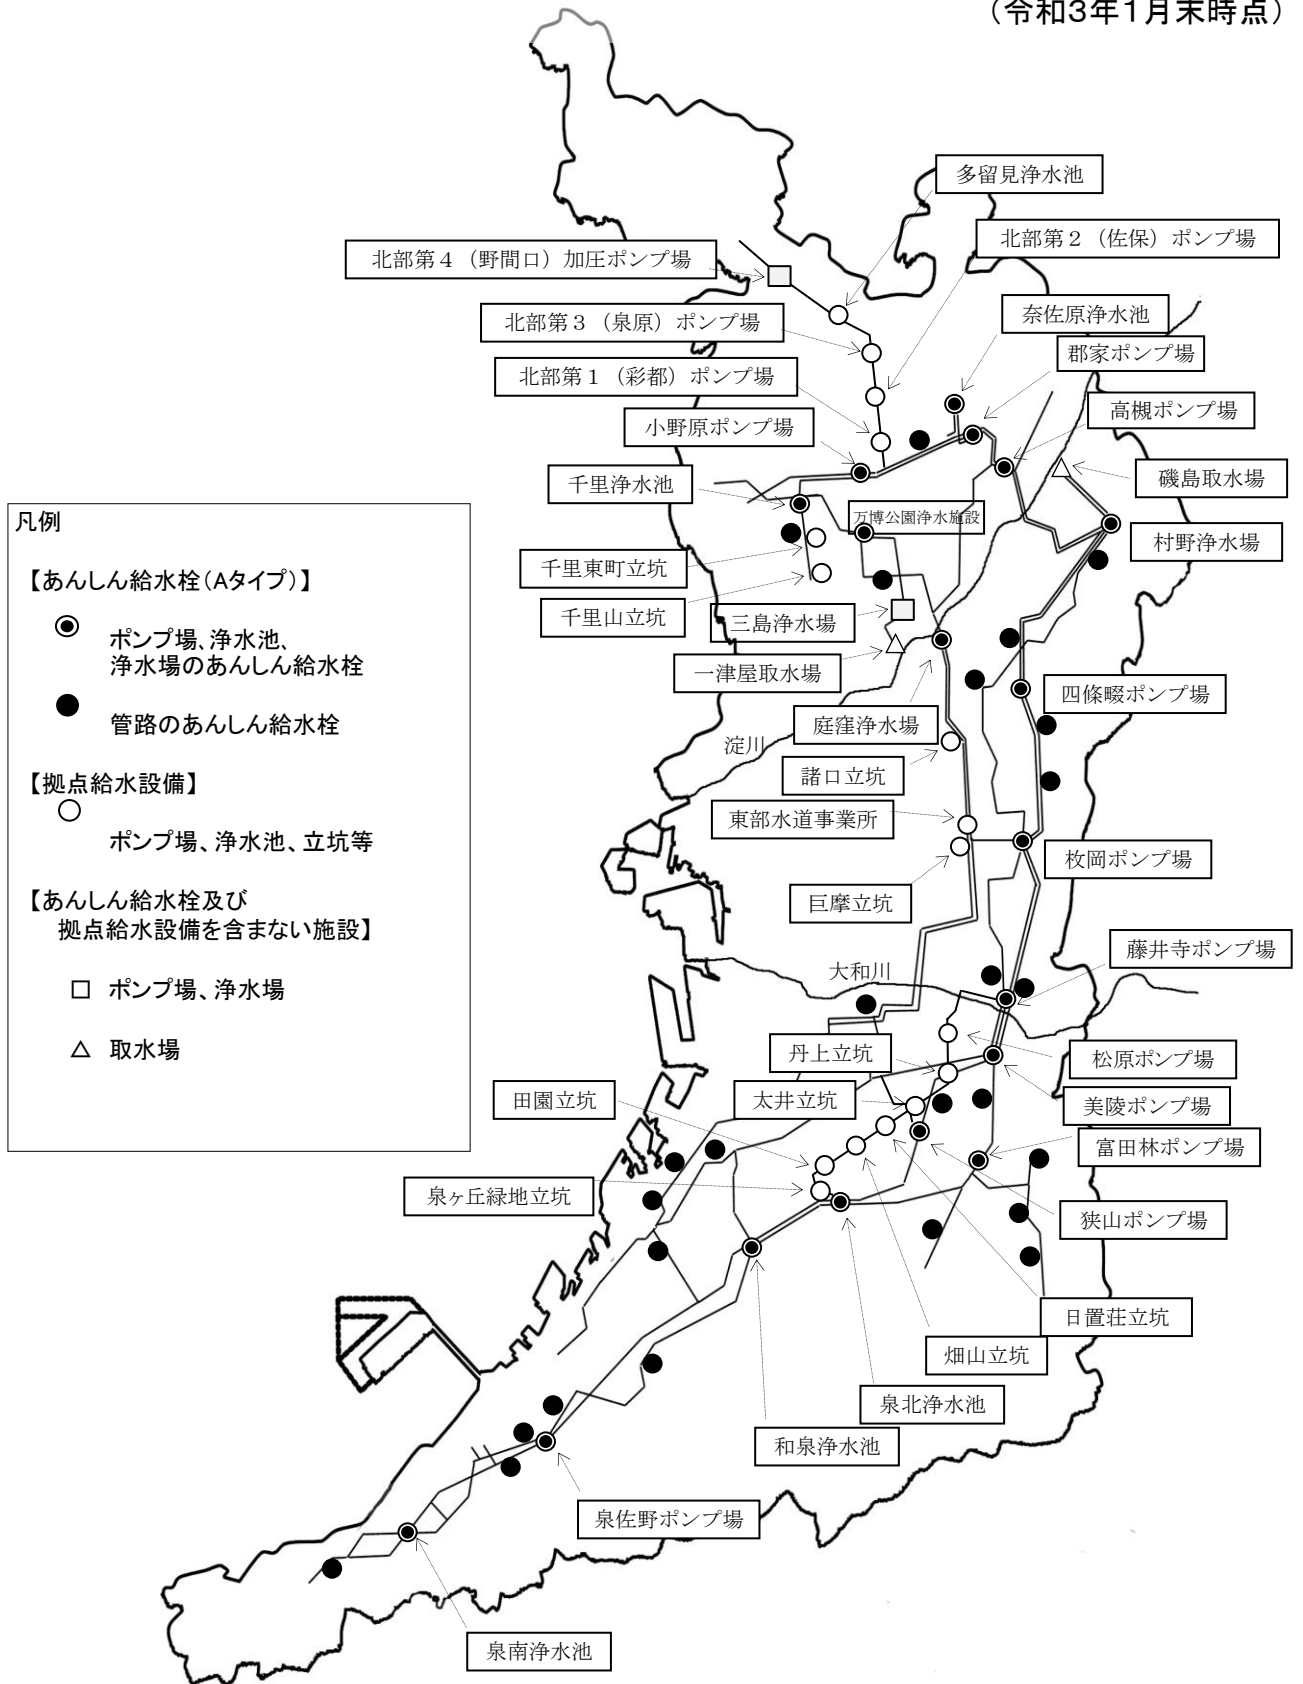 （令和3年1月末時点）
多留見浄水池
北部第２（佐保）ポンプ場
北部第４（野間口）加圧ポンプ場
奈佐原浄水池
北部第３（泉原）ポンプ場
郡家ポンプ場
北部第１（彩都）ポンプ場
高槻ポンプ場
小野原ポンプ場
千里浄水池
磯島取水場
万博公園浄水施設
村野浄水場
千里東町立坑
千里山立坑
三島浄水場
一津屋取水場
四條畷ポンプ場
庭窪浄水場
淀川
諸口立坑
東部水道事業所
枚岡ポンプ場
巨摩立坑
藤井寺ポンプ場
大和川
丹上立坑
松原ポンプ場
田園立坑
太井立坑
美陵ポンプ場
富田林ポンプ場
泉ヶ丘緑地立坑
狭山ポンプ場
日置荘立坑
畑山立坑
泉北浄水池
和泉浄水池
泉佐野ポンプ場
泉南浄水池
凡例
【あんしん給水栓（Aタイプ）】
ポンプ場、浄水池、
浄水場のあんしん給水栓
管路のあんしん給水栓
【拠点給水設備】
ポンプ場、浄水池、立坑等
【あんしん給水栓及び
拠点給水設備を含まない施設】
ポンプ場、浄水場
取水場